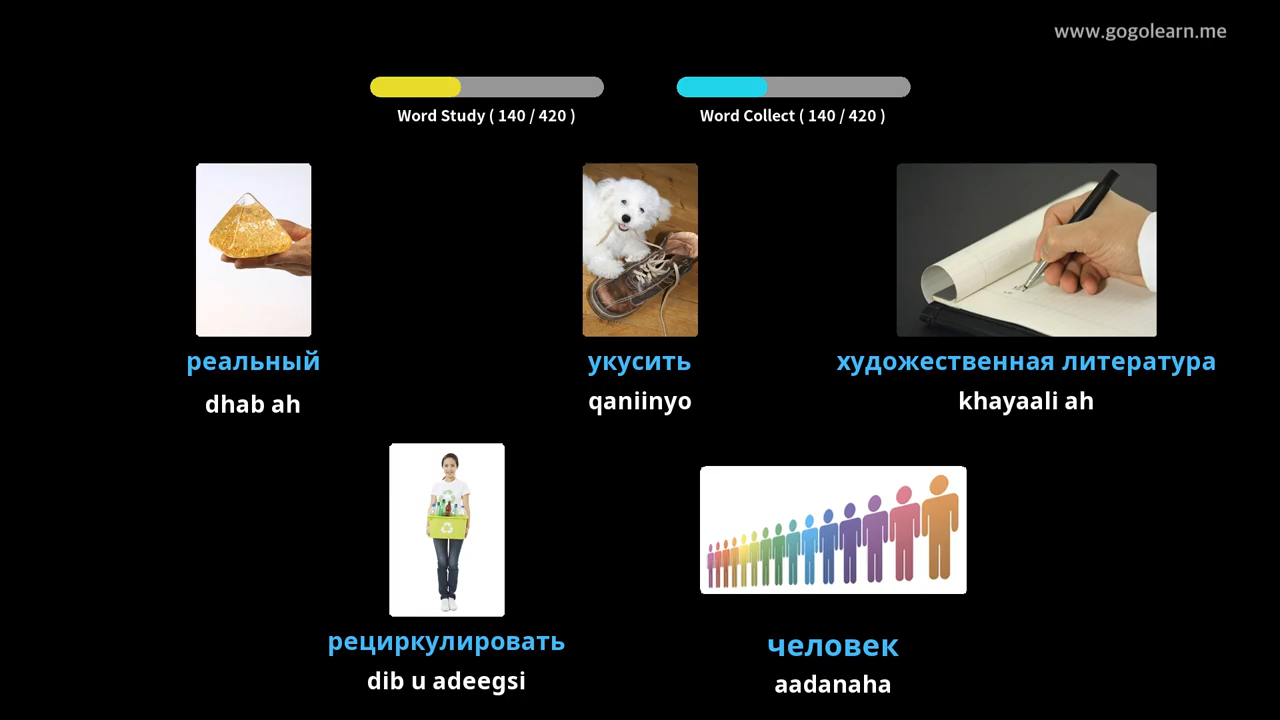 www.gogolearn.me
Word Study ( 140 / 420 )
Word Collect ( 140 / 420 )
реальный
dhab ah
укусить
qaniinyo
художественная литература
khayaali ah
рециркулировать
dib u adeegsi
человек
aadanaha